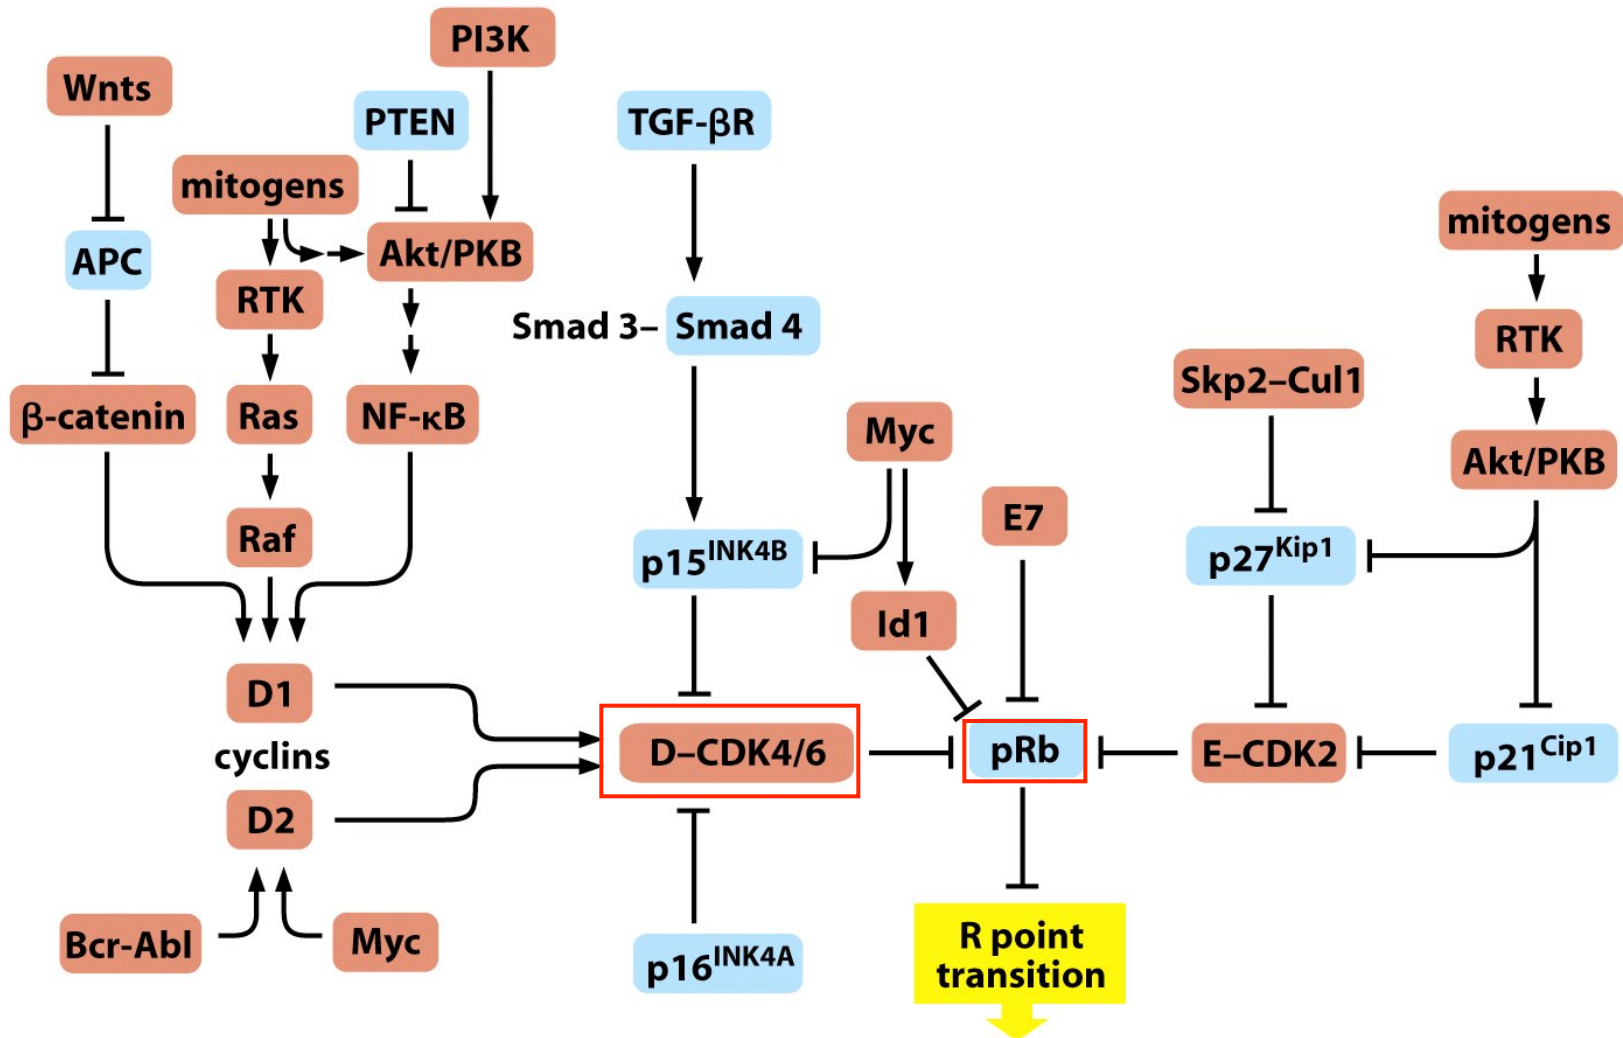 PI3K
Wnts
PTEN
TGF-βR
mitogens
mitogens
APC
Akt/PKB
RTK
Smad 3–
Smad 4
RTK
Skp2–Cul1
β-catenin
Ras
NF-κB
Myc
Akt/PKB
E7
Raf
p15INK4B
p27Kip1
Id1
D1
cyclins
D–CDK4/6
pRb
E–CDK2
p21Cip1
D2
Bcr-Abl
Myc
p16INK4A
R point
transition